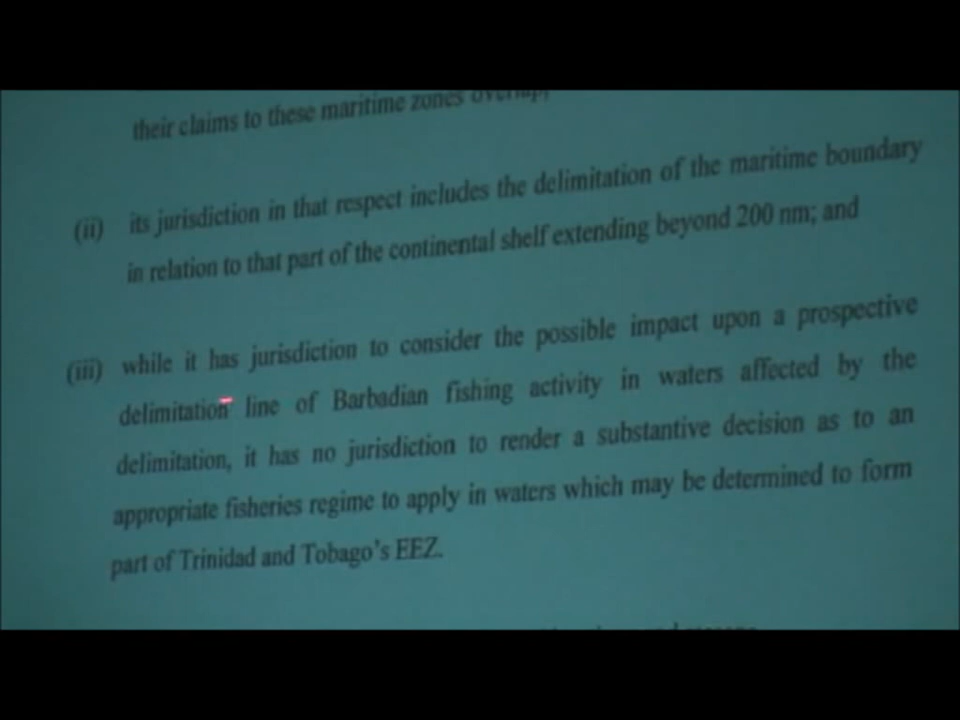 their claims to these maritime zones overlap;
(ii) its jurisdiction in that respect includes the delimitation of the maritime boundary
in relation to that part of the continental shelf extending beyond 200 nm; and
(iii) while it has jurisdiction to consider the possible impact upon a prospective
delimitation line of Barbadian fishing activity in waters affected by the
delimitation, it has no jurisdiction to render a substantive decision as to an
appropriate fisheries regime to apply in waters which may be determined to form
part of Trinidad and Tobago's EEZ.